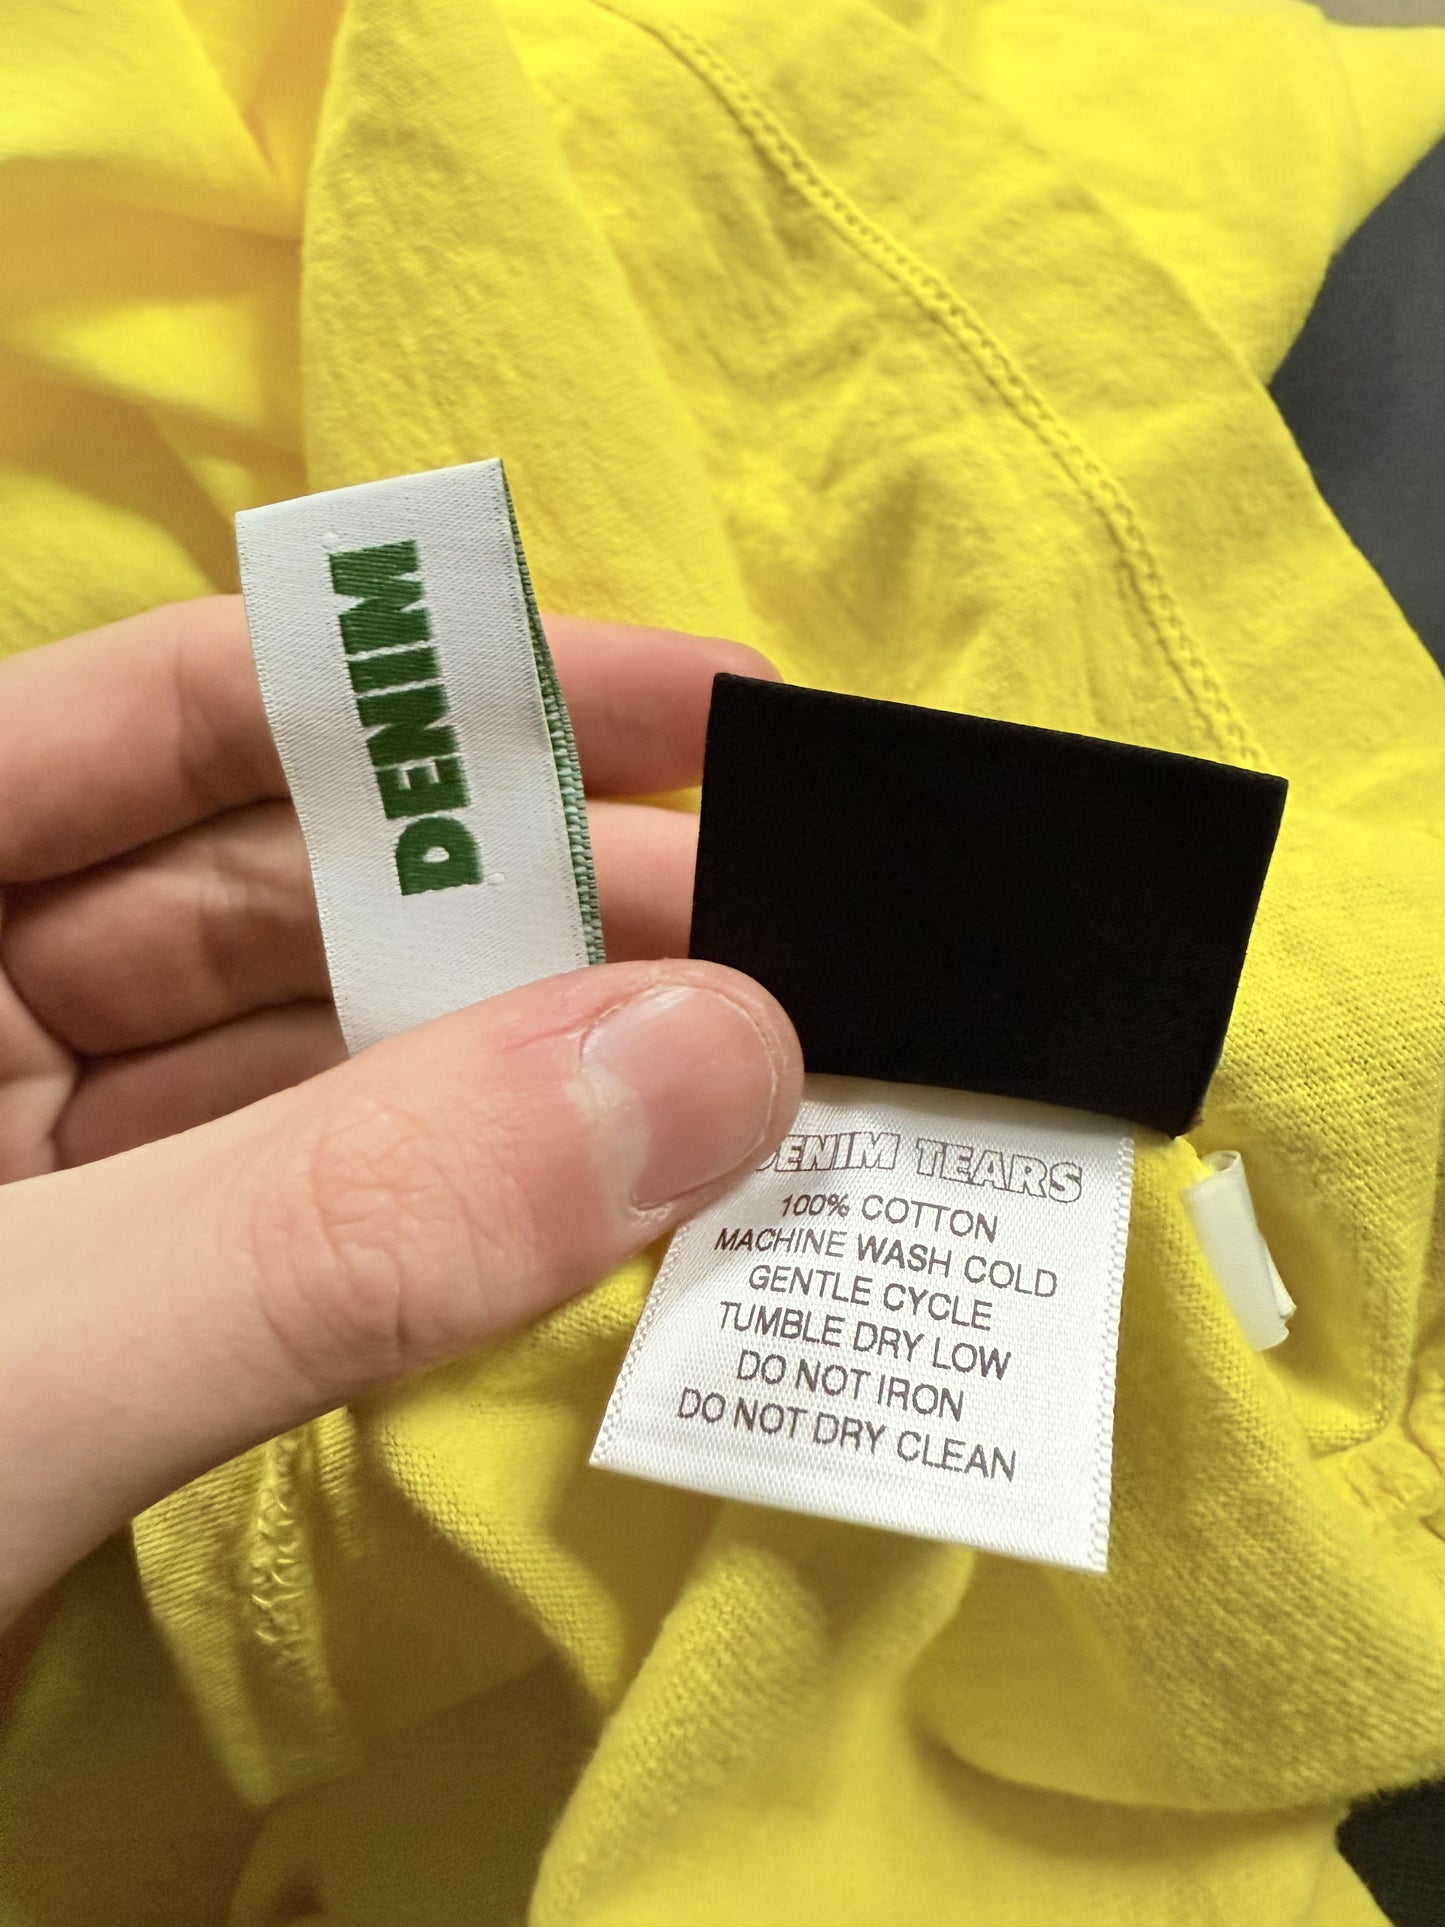 DENIM
DENIM TEARS
100% COTTON
MACHINE WASH COLD
GENTLE CYCLE
TUMBLE DRY LOW
DO NOT IRON
DO NOT DRY CLEAN